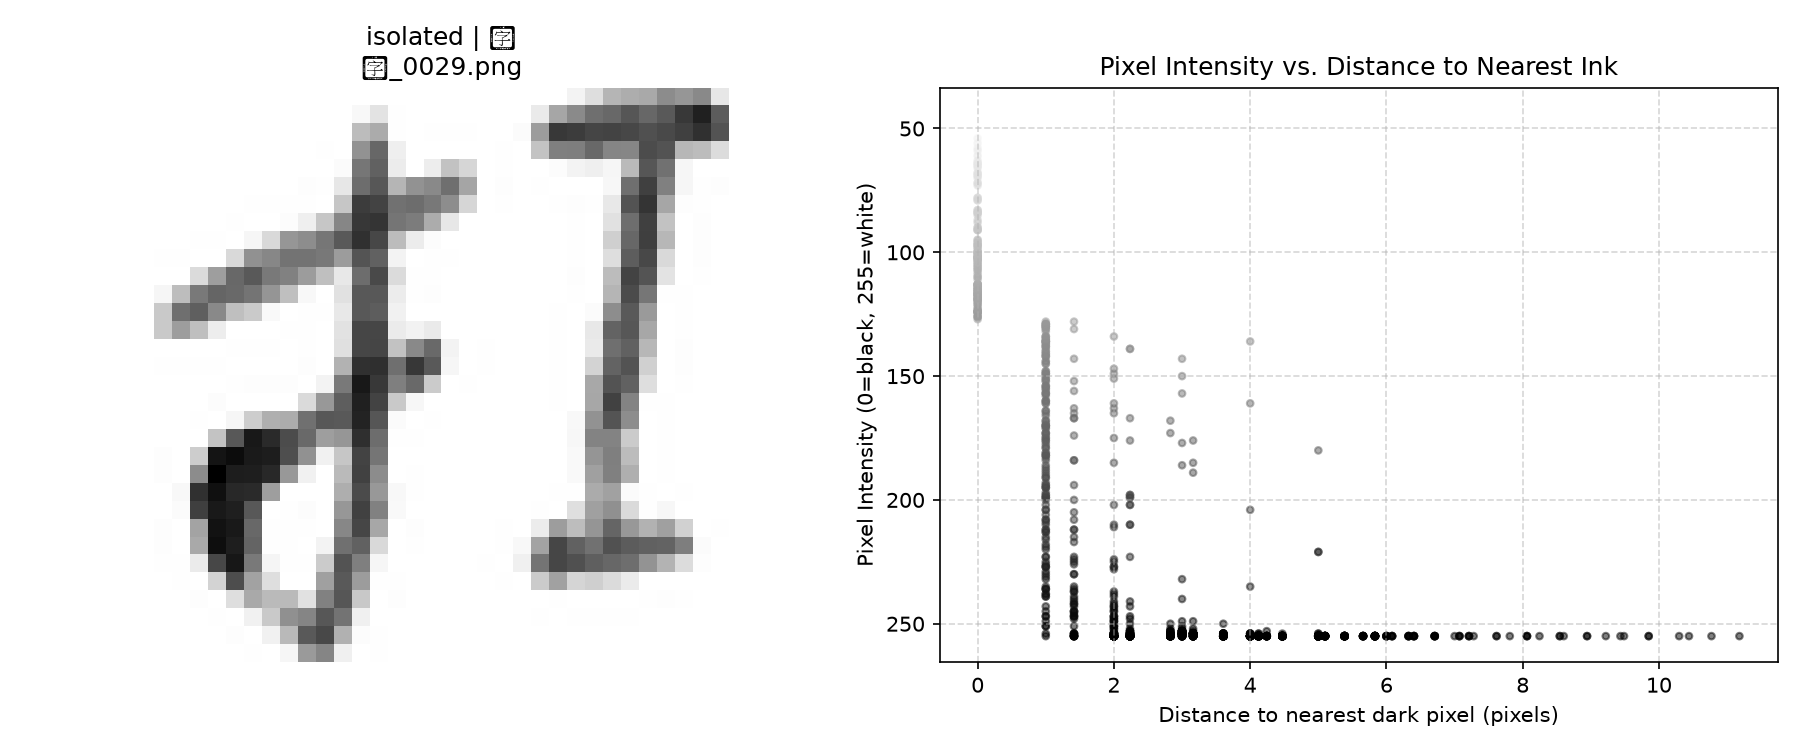 isolated |
_0029.png
扛
Pixel Intensity vs. Distance to Nearest Ink
Pixel Intensity (0=black, 255=white)
50
100
150
200
250
0 2 4 6 8 10
Distance to nearest dark pixel (pixels)